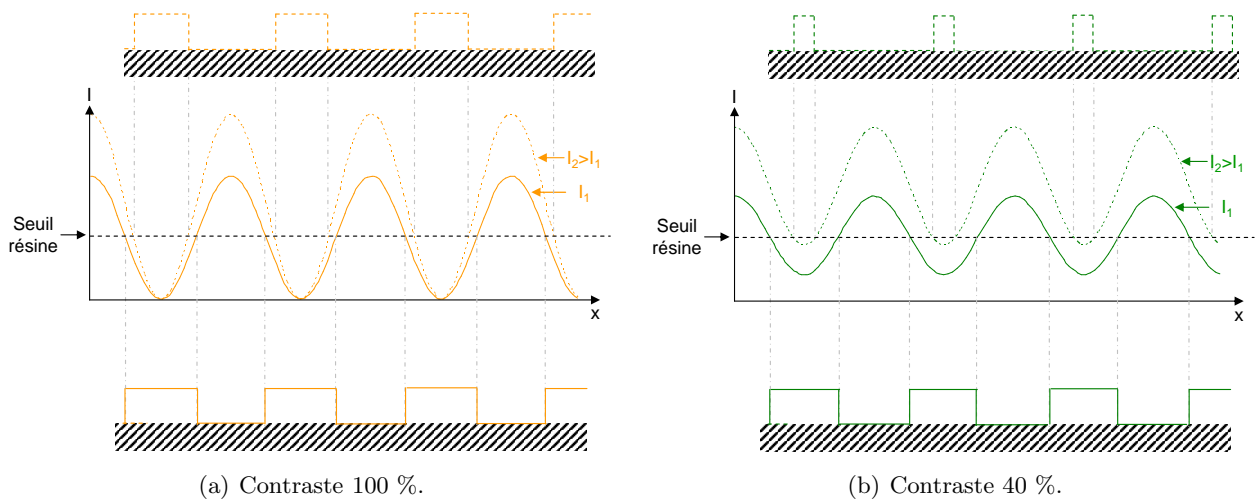 I
I₂>I₁
I₁
Seuil
résine
x
(a) Contraste 100 %.
I
I₂>I₁
I₁
Seuil
résine
x
(b) Contraste 40 %.